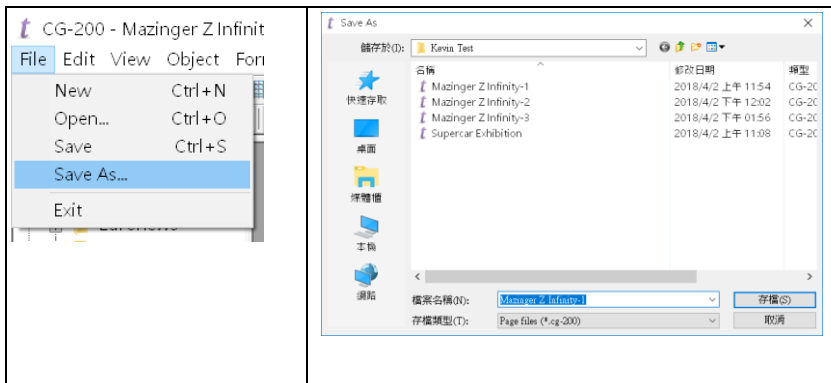 CG-200 - Mazinger Z Infinit
File Edit View Object For
New Ctrl+N
Open... Ctrl+O
Save Ctrl+S
Save As...
Exit
Save As
儲存於(I): Kevin Test
名稱 修改日期 類型
Mazinger Z Infinity-1 2018/4/2 上午 11:54 CG-20
Mazinger Z Infinity-2 2018/4/2 下午 12:02 CG-20
Mazinger Z Infinity-3 2018/4/2 下午 01:56 CG-20
Supercar Exhibition 2018/4/2 上午 11:08 CG-20
快速存取
桌面
媒體櫃
本機
網路
檔案名稱(N): Mazinger Z Infinity-1 存檔(S)
存檔類型(T): Page files (*.cg-200) 取消